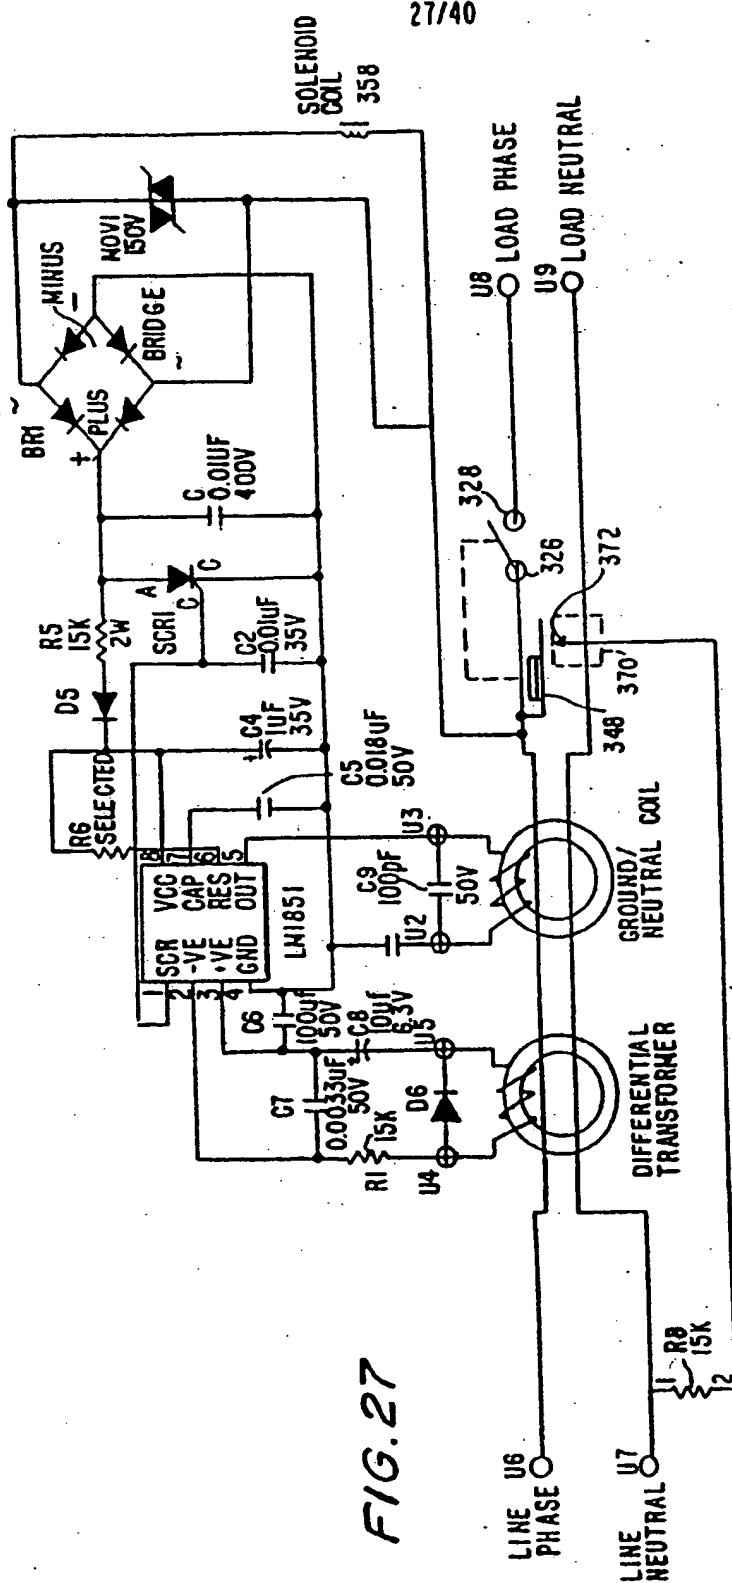 27/40
SOLENOID
COIL
358
MOV1
150V
MINUS
−
BRIDGE
~
~
BR1
PLUS
+
C
0.01UF
400V
A
C
C
SCR1
R5
15K
2W
C2
0.01uF
35V
D5
+
C4
1uF
35V
C5
0.018uF
50V
R6
SELECTED
8 VCC
7 CAP
6 RES
5 OUT
1 SCR
2 -VE
3 +VE
4 GND
LM1851
C6
100uf
50V
+
C8
10uf
6.3V
C7
0.0033uF
50V
R1
15K
U5
D6
U4
U3
C9
100pF
50V
U2
U8 LOAD PHASE
U9 LOAD NEUTRAL
328
326
372
370'
348
GROUND/
NEUTRAL COIL
DIFFERENTIAL
TRANSFORMER
FIG.27
U6
LINE
PHASE
U7
LINE
NEUTRAL
1
R8
15K
2